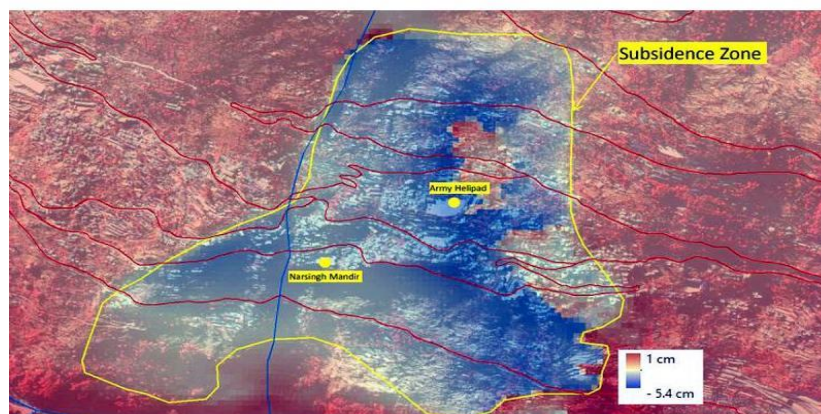 Subsidence Zone
Army Helipad
Narsingh Mandir
1 cm
- 5.4 cm